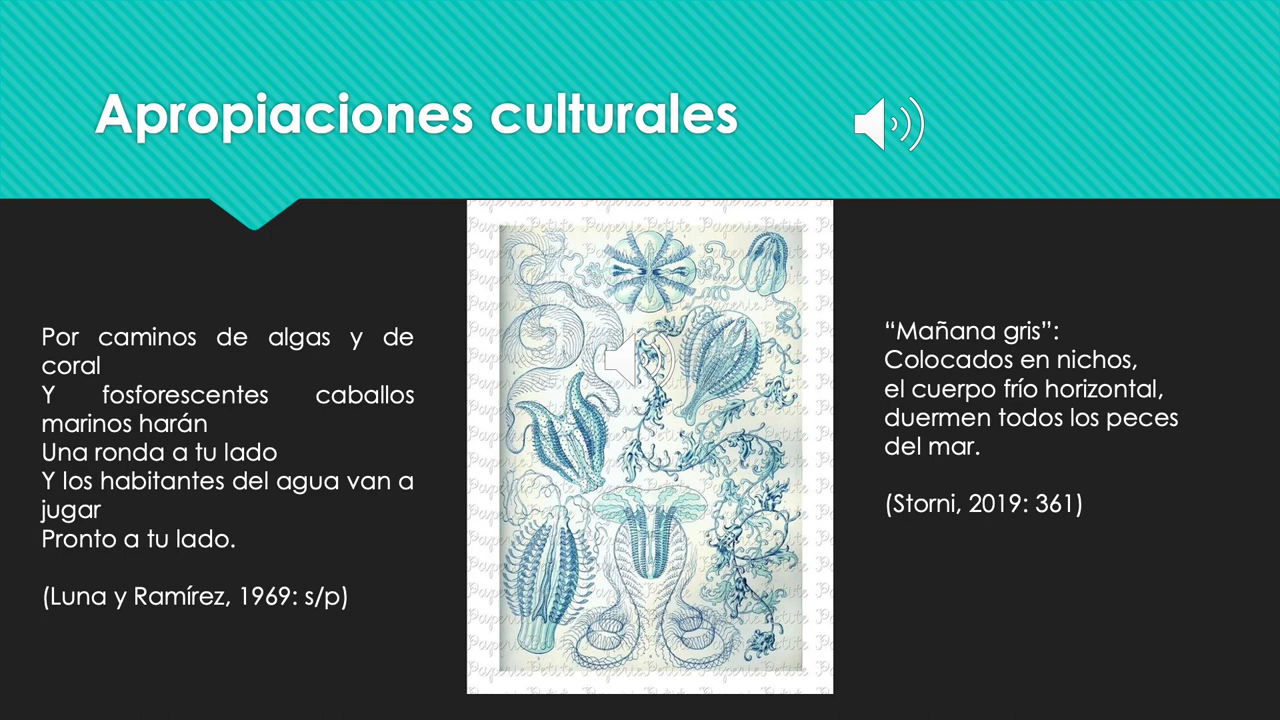 Apropiaciones culturales
Por caminos de algas y de
coral
Y fosforescentes caballos
marinos harán
Una ronda a tu lado
Y los habitantes del agua van a
jugar
Pronto a tu lado.
(Luna y Ramírez, 1969: s/p)
PaperiePetite
“Mañana gris”:
Colocados en nichos,
el cuerpo frío horizontal,
duermen todos los peces
del mar.
(Storni, 2019: 361)